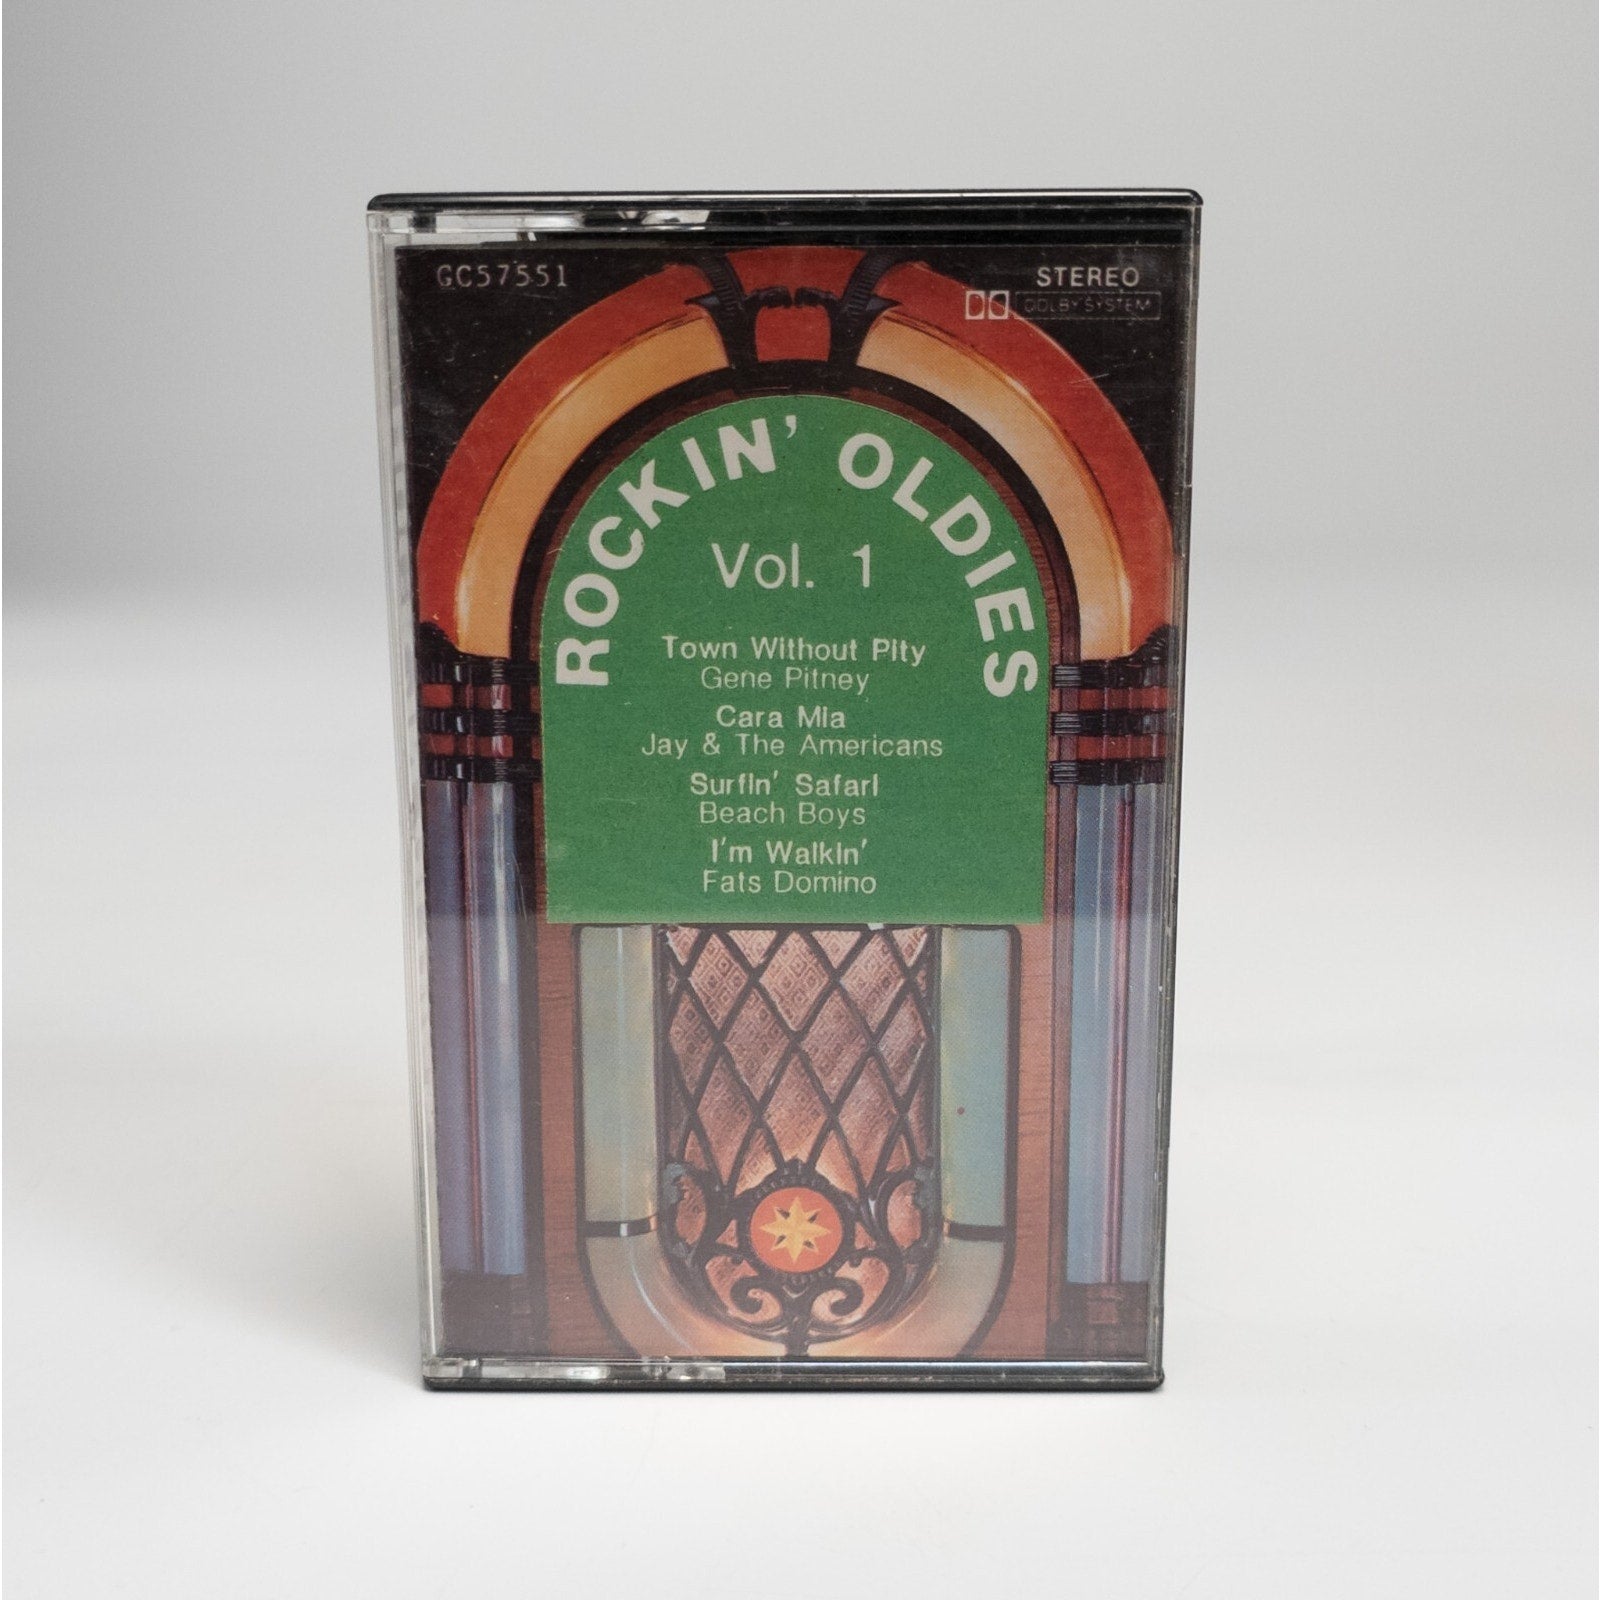 GC57551
STEREO
DOLBY SYSTEM
ROCKIN' OLDIES
Vol. 1
Town Without Pity
Gene Pitney
Cara Mia
Jay & The Americans
Surfin' Safari
Beach Boys
I'm Walkin'
Fats Domino